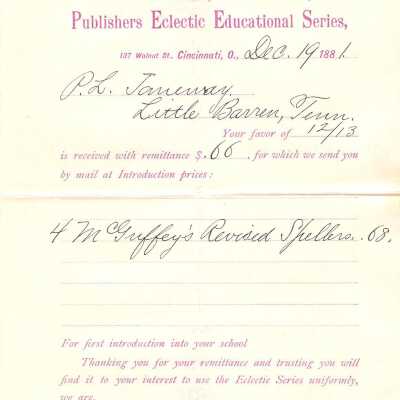 Publishers Eclectic Educational Series,
137 Walnut St. Cincinnati, O., Dec. 19 1881
P. L. Janeway.
Little Barren, Tenn.
Your favor of 12/13
is received with remittance $.66, for which we send you
by mail at Introduction prices:
4 McGuffey's Revised Spellers .68.
For first introduction into your school
Thanking you for your remittance and trusting you will
find it to your interest to use the Eclectic Series uniformly,
we are,